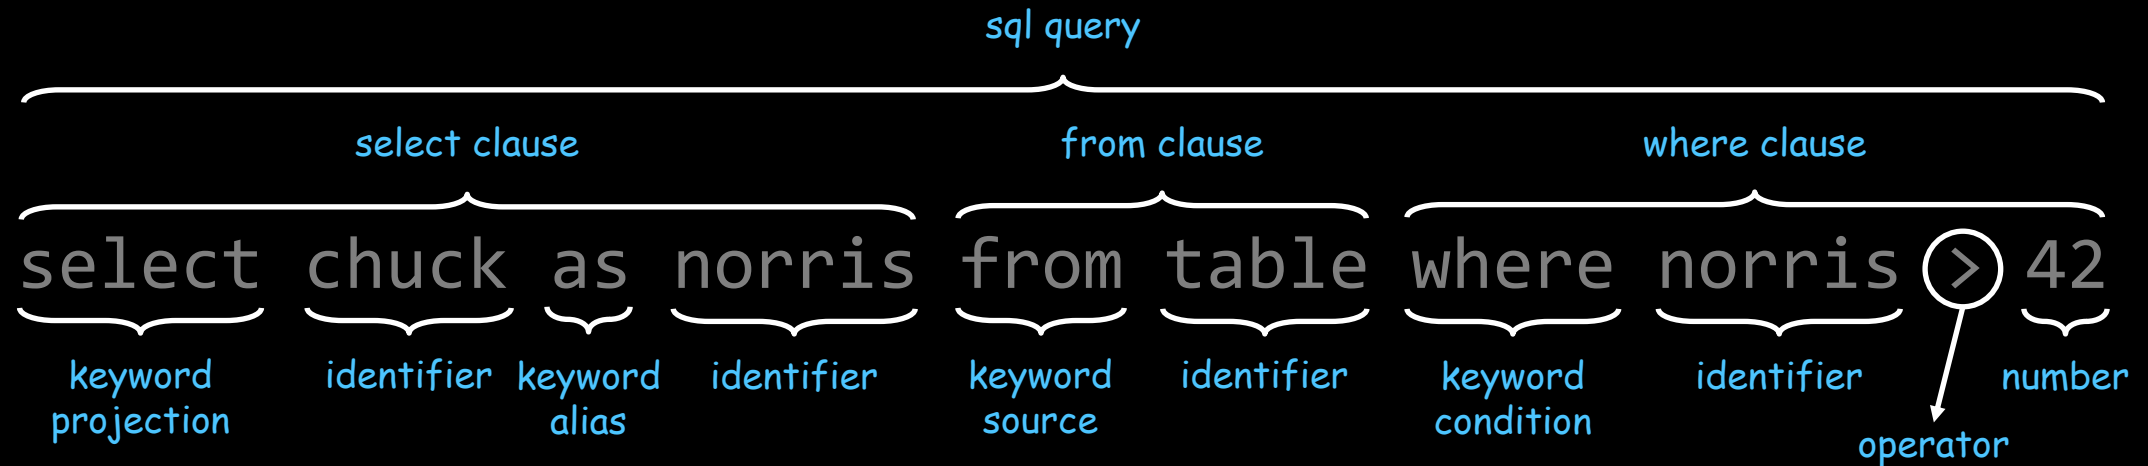 sql query
select clause from clause where clause
select chuck as norris from table where norris > 42
keyword identifier keyword identifier keyword identifier keyword identifier number
projection alias source condition
operator